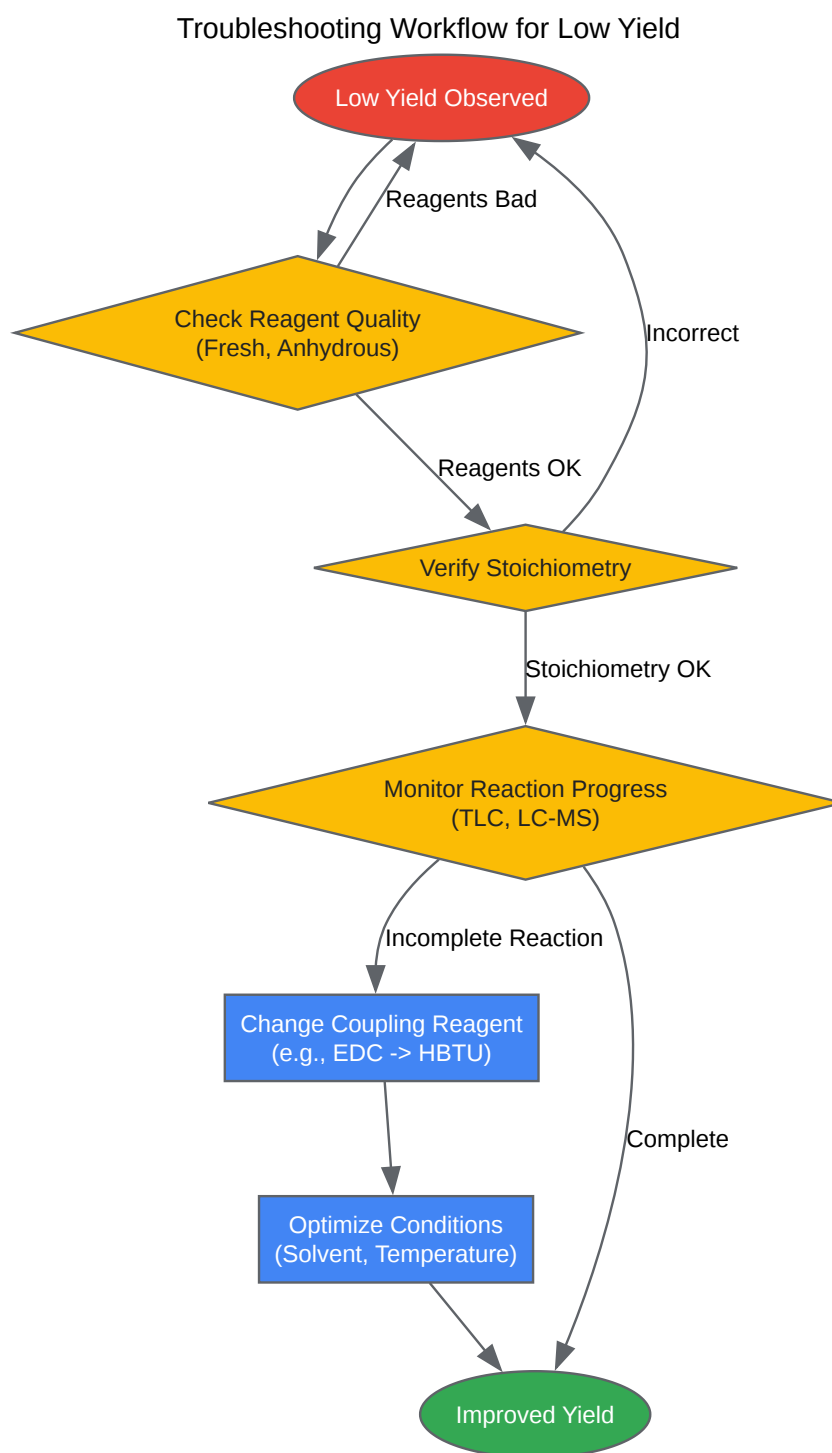 Troubleshooting Workflow for Low Yield
Low Yield Observed
Reagents Bad
Check Reagent Quality
(Fresh, Anhydrous)
Incorrect
Reagents OK
Verify Stoichiometry
Stoichiometry OK
Monitor Reaction Progress
(TLC, LC-MS)
Incomplete Reaction
Change Coupling Reagent
(e.g., EDC -> HBTU)
Complete
Optimize Conditions
(Solvent, Temperature)
Improved Yield